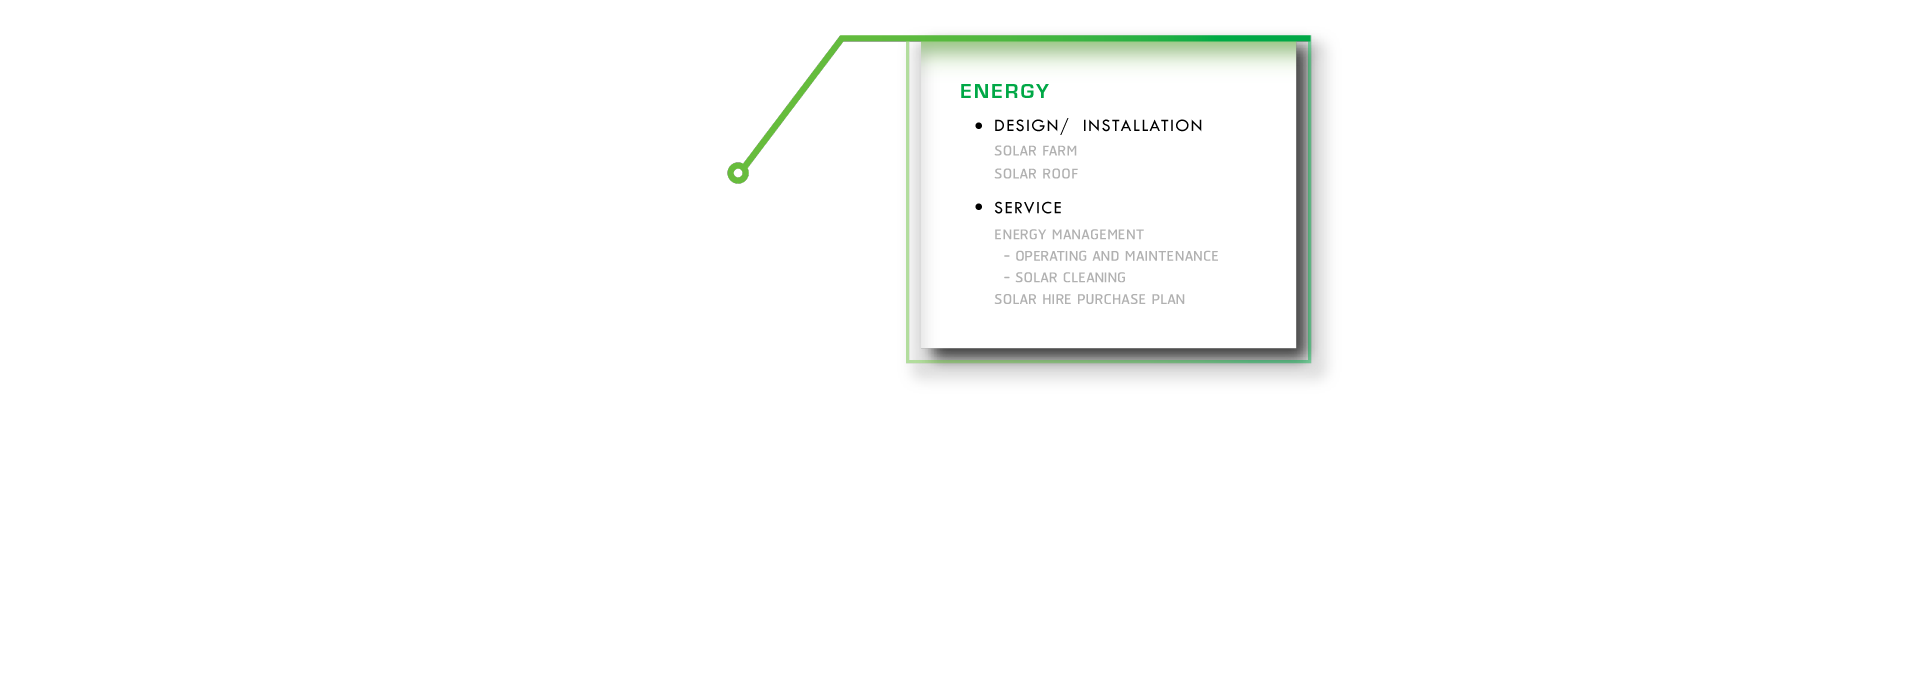 ENERGY
• DESIGN/ INSTALLATION
SOLAR FARM
SOLAR ROOF
• SERVICE
ENERGY MANAGEMENT
- OPERATING AND MAINTENANCE
- SOLAR CLEANING
SOLAR HIRE PURCHASE PLAN